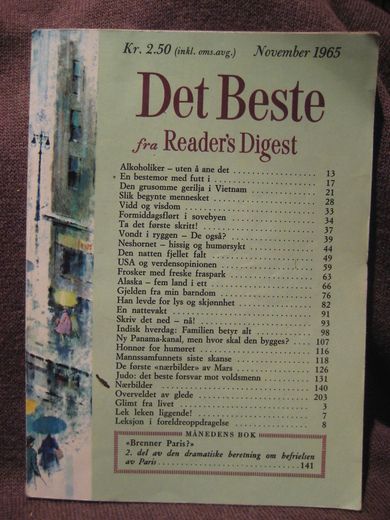 Kr. 2.50 (inkl. oms.avg.) November 1965
Det Beste
fra Reader's Digest
Alkoholiker – uten å ane det 13
En bestemor med futt i 17
Den grusomme gerilja i Vietnam 21
Slik begynte mennesket 28
Vidd og visdom 33
Formiddagsflørt i sovebyen 34
Ta det første skritt! 37
Vondt i ryggen – De også? 39
Neshornet – hissig og humørsykt 44
Den natten fjellet falt 49
USA og verdensopinionen 59
Frosker med freske fraspark 63
Alaska – fem land i ett 66
Gjelden fra min barndom 76
Han levde for lys og skjønnhet 82
En nattevakt 91
Skriv det ned – nå! 93
Indisk hverdag: Familien betyr alt 98
Ny Panama-kanal, men hvor skal den bygges? 107
Honnør for humøret 116
Mannssamfunnets siste skanse 118
De første «nærbilder» av Mars 126
Judo: det beste forsvar mot voldsmenn 131
Nærbilder 140
Overveldet av glede 203
Glimt fra livet 3
Lek leken liggende! 7
Leksjon i foreldreoppdragelse 8
MÅNEDENS BOK
«Brenner Paris?»
2. del av den dramatiske beretning om befrielsen
av Paris 141